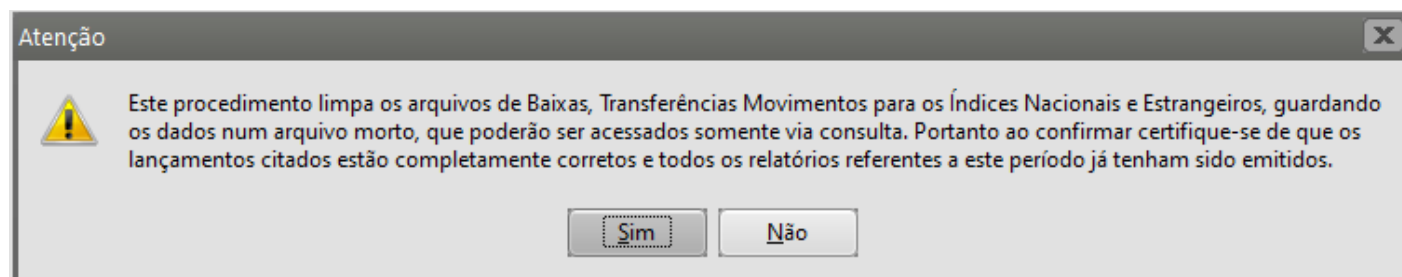 Atenção
Este procedimento limpa os arquivos de Baixas, Transferências Movimentos para os Índices Nacionais e Estrangeiros, guardando
os dados num arquivo morto, que poderão ser acessados somente via consulta. Portanto ao confirmar certifique-se de que os
lançamentos citados estão completamente corretos e todos os relatórios referentes a este período já tenham sido emitidos.
Sim Não